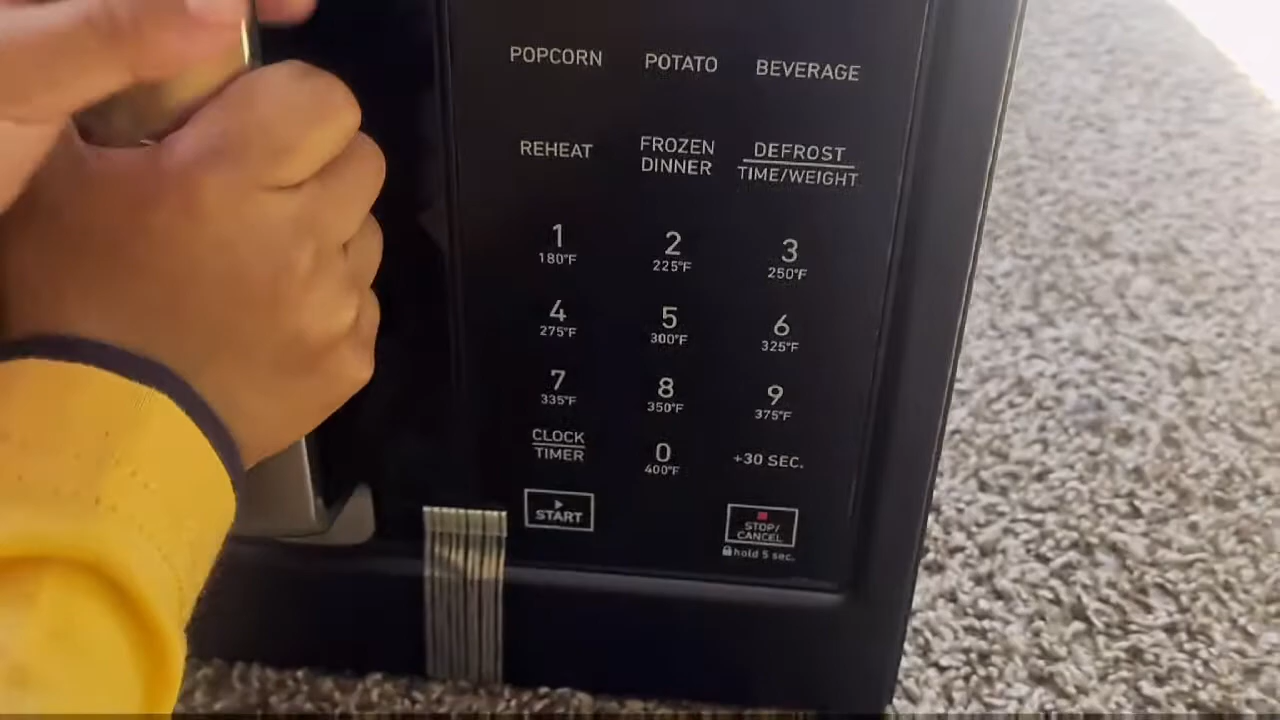 POPCORN POTATO BEVERAGE
REHEAT FROZEN DINNER DEFROST TIME/WEIGHT
1 2 3
180°F 225°F 250°F
4 5 6
275°F 300°F 325°F
7 8 9
335°F 350°F 375°F
CLOCK TIMER 0 +30 SEC.
400°F
START STOP/
CANCEL
hold 5 sec.